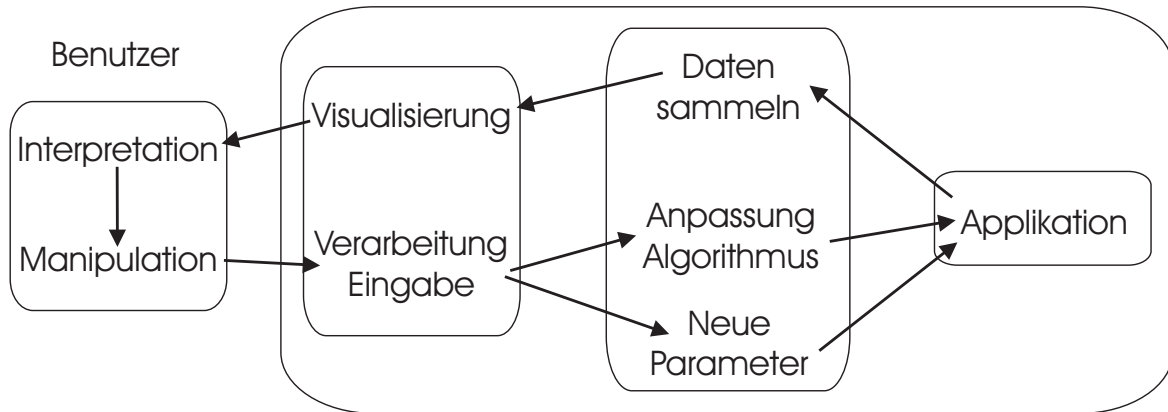 Benutzer
Interpretation
Manipulation
Visualisierung
Verarbeitung
Eingabe
Daten
sammeln
Anpassung
Algorithmus
Neue
Parameter
Applikation